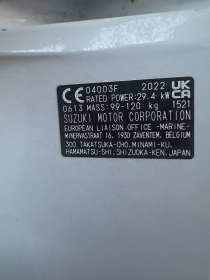 CE 04003F 2022 UK
RATED POWER:29.4 kW CA
0613 MASS:99-120 kg 1521
SUZUKI MOTOR CORPORATION
EUROPEAN LIAISON OFFICE -MARINE-
MINERVASTRAAT 16, 1930 ZAVENTEM, BELGIUM
300 TAKATSUKA-CHO,MINAMI-KU,
HAMAMATSU-SHI,SHIZUOKA-KEN,JAPAN